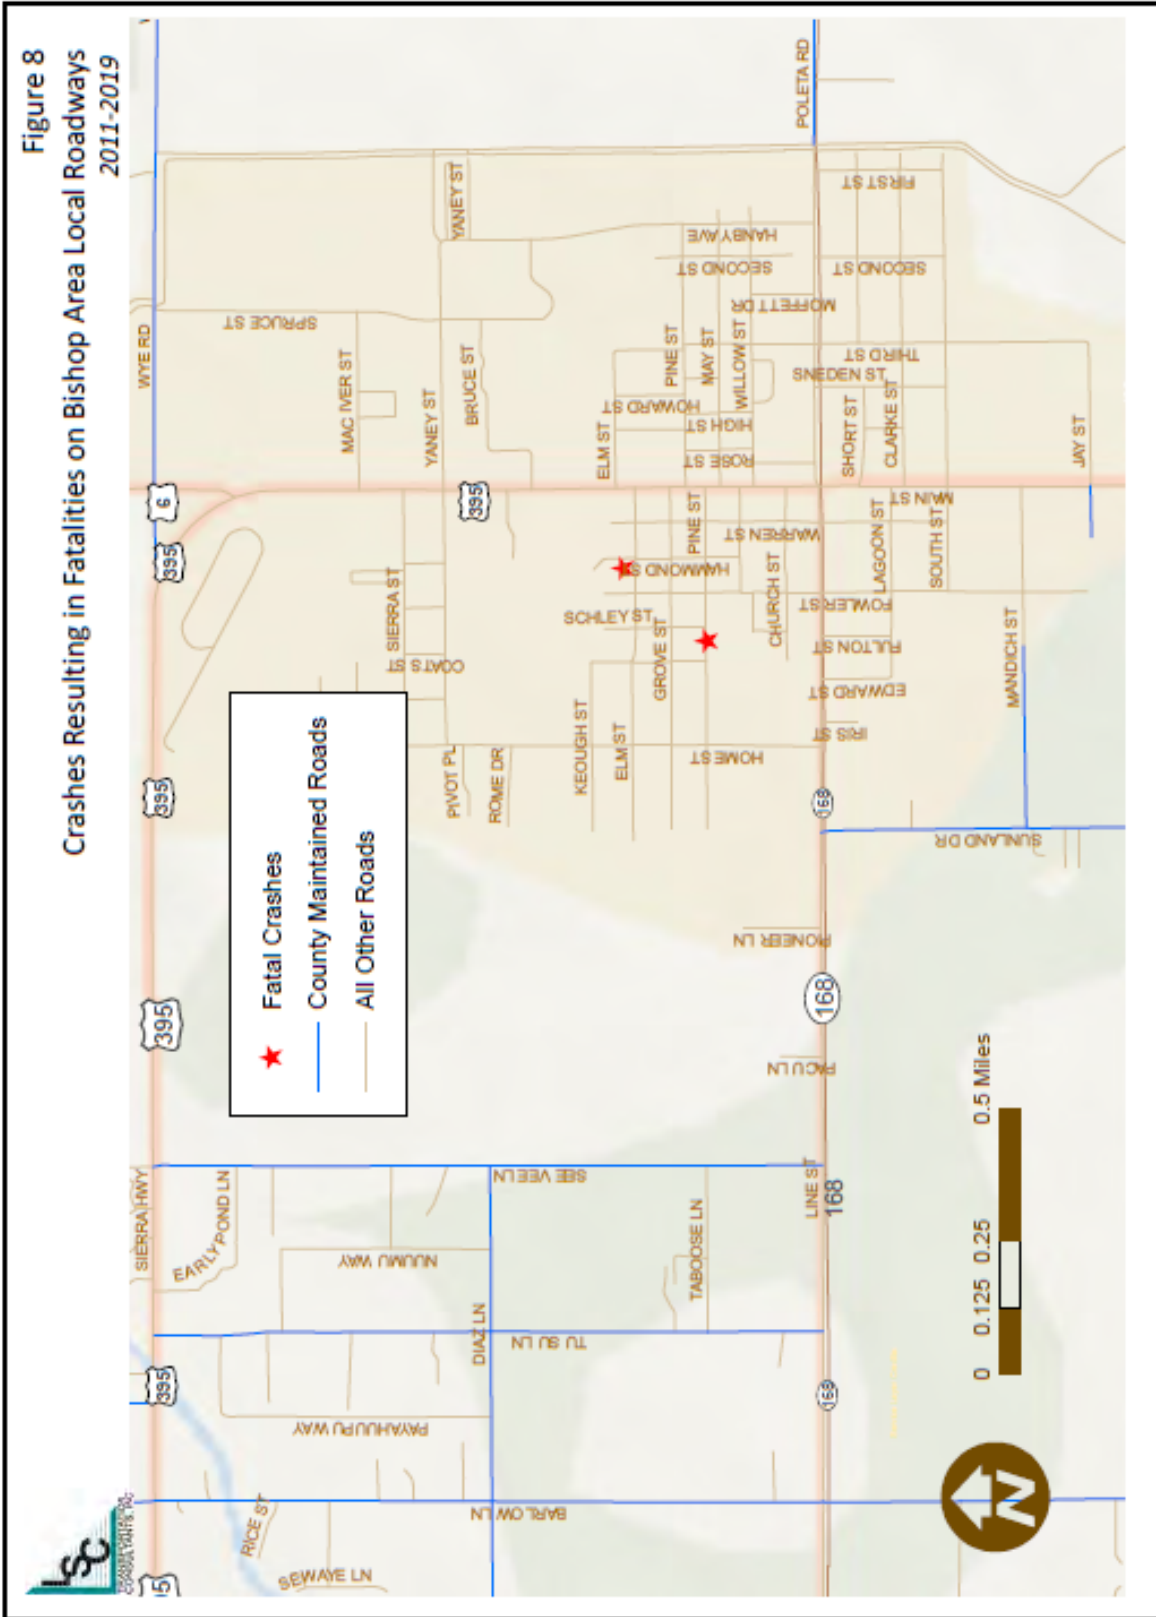 Figure 8
Crashes Resulting in Fatalities on Bishop Area Local Roadways
2011-2019
SIERRA HWY
WYE RD
395
395
395
395
395
6
EARLY POND LN
RICE ST
SEWAYE LN
NUUMU WAY
PAYAHUUPU WAY
SPRUCE ST
MAC IVER ST
SIERRA ST
COATS ST
YANEY ST
YANEY ST
BRUCE ST
395
PIVOT PL
ROME DR
DIAZ LN
SEE VEE LN
TU SU LN
BARLOW LN
KEOUGH ST
ELM ST
ELM ST
SCHLEY ST
GROVE ST
HAMMOND ST
HOWARD ST
HIGH ST
ROSE ST
PINE ST
PINE ST
MAY ST
WILLOW ST
HANBY AVE
SECOND ST
MOFFETT DR
WARREN ST
CHURCH ST
HOME ST
PIONEER LN
PACU LN
TABOOSE LN
LINE ST
168
168
168
168
POLETA RD
FIRST ST
SECOND ST
THIRD ST
SNEDEN ST
SHORT ST
CLARKE ST
MAIN ST
LAGOON ST
SOUTH ST
FOWLER ST
FULTON ST
EDWARD ST
IRIS ST
JAY ST
MANDICH ST
SUNLAND DR
Fatal Crashes
County Maintained Roads
All Other Roads
0 0.125 0.25 0.5 Miles
N
LSC
TRANSPORTATION
CONSULTANTS, INC.